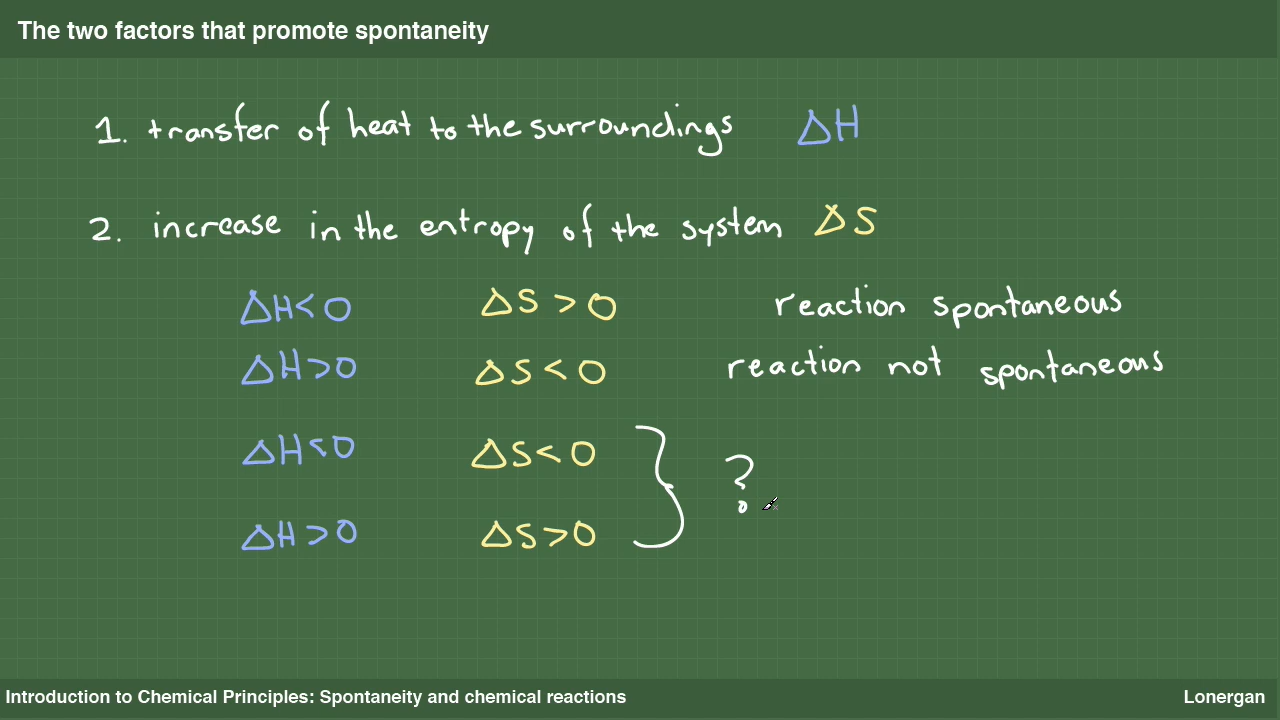 The two factors that promote spontaneity
1. transfer of heat to the surroundings ΔH
2. increase in the entropy of the system ΔS
ΔH<0 ΔS>0 reaction spontaneous
ΔH>0 ΔS<0 reaction not spontaneous
ΔH<0 ΔS<0
?
ΔH>0 ΔS>0
Introduction to Chemical Principles: Spontaneity and chemical reactions Lonergan